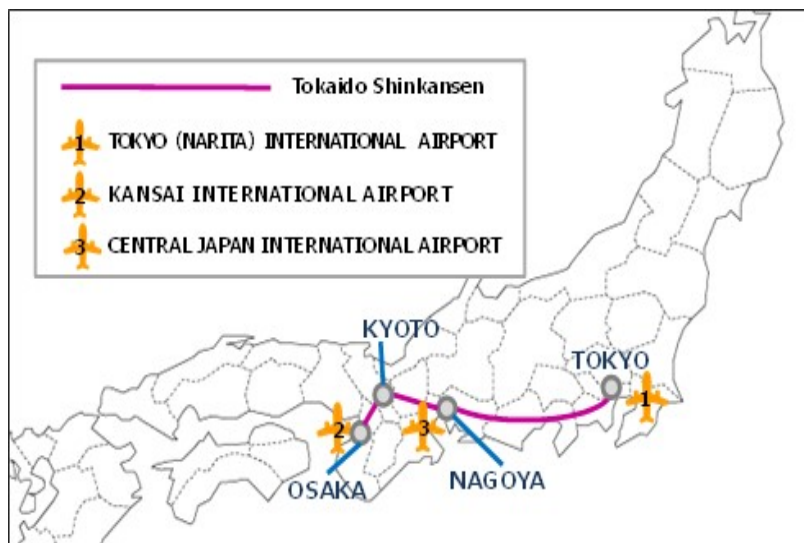 Tokaido Shinkansen
1 TOKYO (NARITA) INTERNATIONAL AIRPORT
2 KANSAI INTERNATIONAL AIRPORT
3 CENTRAL JAPAN INTERNATIONAL AIRPORT
KYOTO
TOKYO
1
2
3
OSAKA
NAGOYA